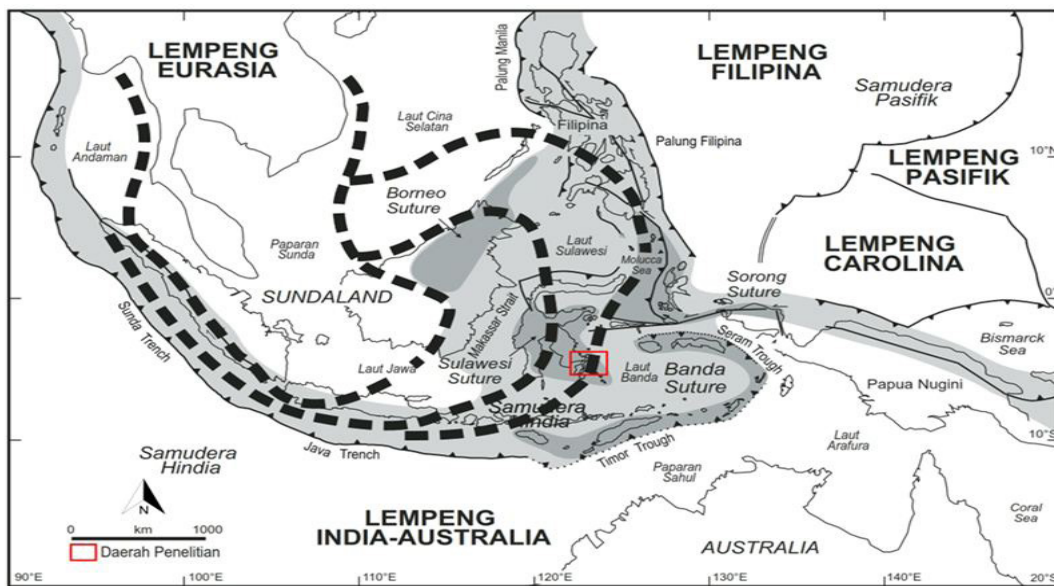 LEMPENG
EURASIA
Palung Manila
LEMPENG
FILIPINA
Samudera
Pasifik
Laut Cina
Selatan
Filipina
Palung Filipina
Laut
Andaman
10°N
LEMPENG
PASIFIK
Borneo
Suture
Paparan
Sunda
Laut
Sulawesi
Molucca
Sea
LEMPENG
CAROLINA
SUNDALAND
Sorong
Suture
0°
Sunda Trench
Makassar Strait
Seram Trough
Bismarck
Sea
Laut Jawa
Sulawesi
Suture
Laut
Banda
Banda
Suture
Papua Nugini
Samudera
Hindia
10°S
Java Trench
Timor Trough
Laut
Arafura
Samudera
Hindia
Paparan
Sahul
Coral
Sea
N
0 km 1000
LEMPENG
INDIA-AUSTRALIA
AUSTRALIA
Daerah Penelitian
90°E 100°E 110°E 120°E 130°E 140°E 20°S